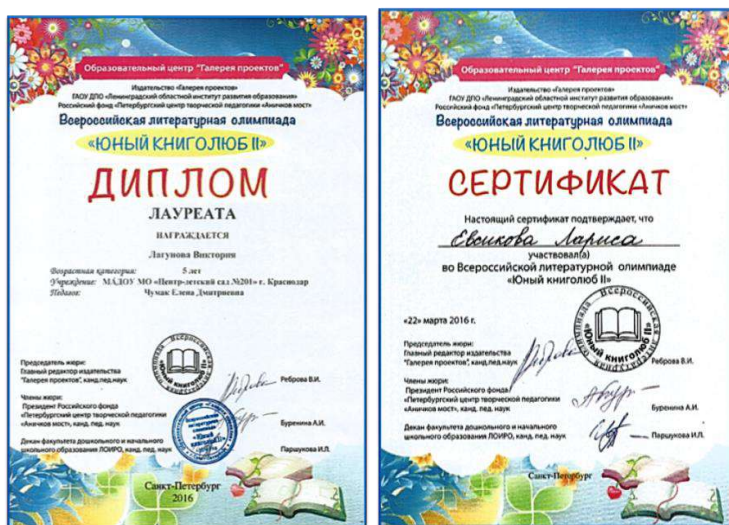 Образовательный центр "Галерея проектов"
Издательство «Галерея проектов»
ГАОУ ДПО «Ленинградский областной институт развития образования»
Российский фонд «Петербургский центр творческой педагогики «Аничков мост»
Всероссийская литературная олимпиада
«ЮНЫЙ КНИГОЛЮБ II»
ДИПЛОМ
ЛАУРЕАТА
НАГРАЖДАЕТСЯ
Лагунова Виктория
Возрастная категория: 5 лет
Учреждение: МАДОУ МО «Центр-детский сад №201» г. Краснодар
Педагог: Чумак Елена Дмитриевна
Председатель жюри:
Главный редактор издательства
"Галерея проектов", канд.пед.наук
Реброва В.И.
Члены жюри:
Президент Российского фонда
«Петербургский центр творческой педагогики
«Аничков мост», канд. пед. наук
Буренина А.И.
Декан факультета дошкольного и начального
школьного образования ЛОИРО, канд. пед. наук
Паршукова И.Л.
Всероссийская литературная олимпиада
«Юный книголюб II»
Санкт-Петербург
2016
Образовательный центр "Галерея проектов"
Издательство «Галерея проектов»
ГАОУ ДПО «Ленинградский областной институт развития образования»
Российский фонд «Петербургский центр творческой педагогики «Аничков мост»
Всероссийская литературная олимпиада
«ЮНЫЙ КНИГОЛЮБ II»
СЕРТИФИКАТ
Настоящий сертификат подтверждает, что
Евсикова Лариса
участвовал(а)
во Всероссийской литературной олимпиаде
«Юный книголюб II»
«22» марта 2016 г.
Всероссийская литературная олимпиада
«Юный книголюб II»
Председатель жюри:
Главный редактор издательства
"Галерея проектов", канд.пед.наук
Реброва В.И.
Члены жюри:
Президент Российского фонда
«Петербургский центр творческой педагогики
«Аничков мост», канд. пед. наук
Буренина А.И.
Декан факультета дошкольного и начального
школьного образования ЛОИРО, канд. пед. наук
Паршукова И.Л.
Санкт-Петербург